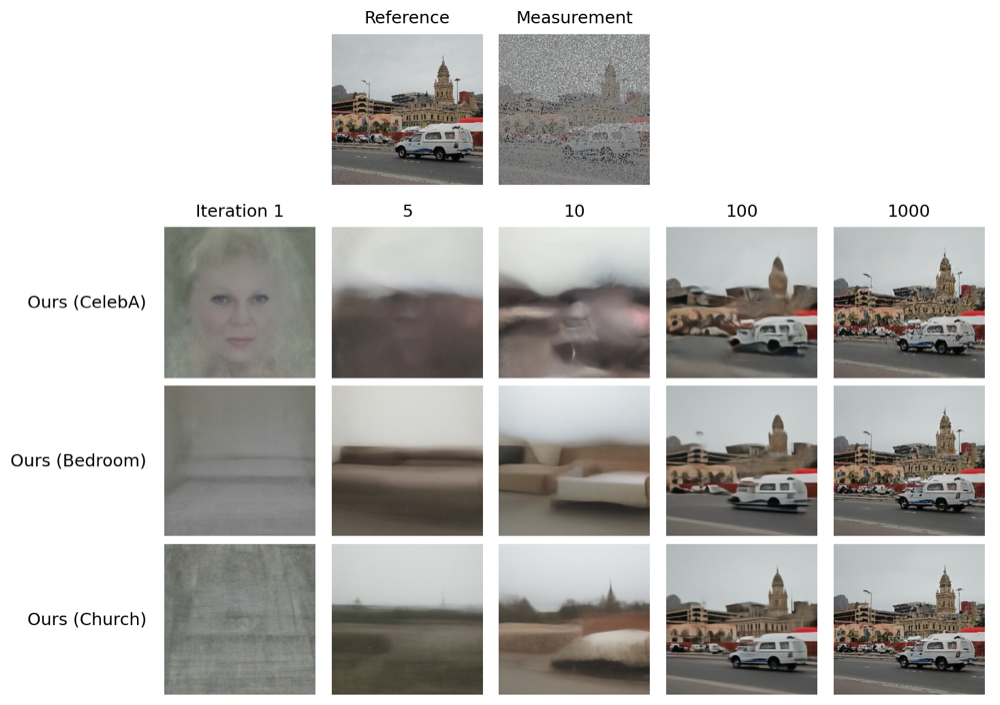 Reference Measurement
Iteration 1 5 10 100 1000
Ours (CelebA)
Ours (Bedroom)
Ours (Church)